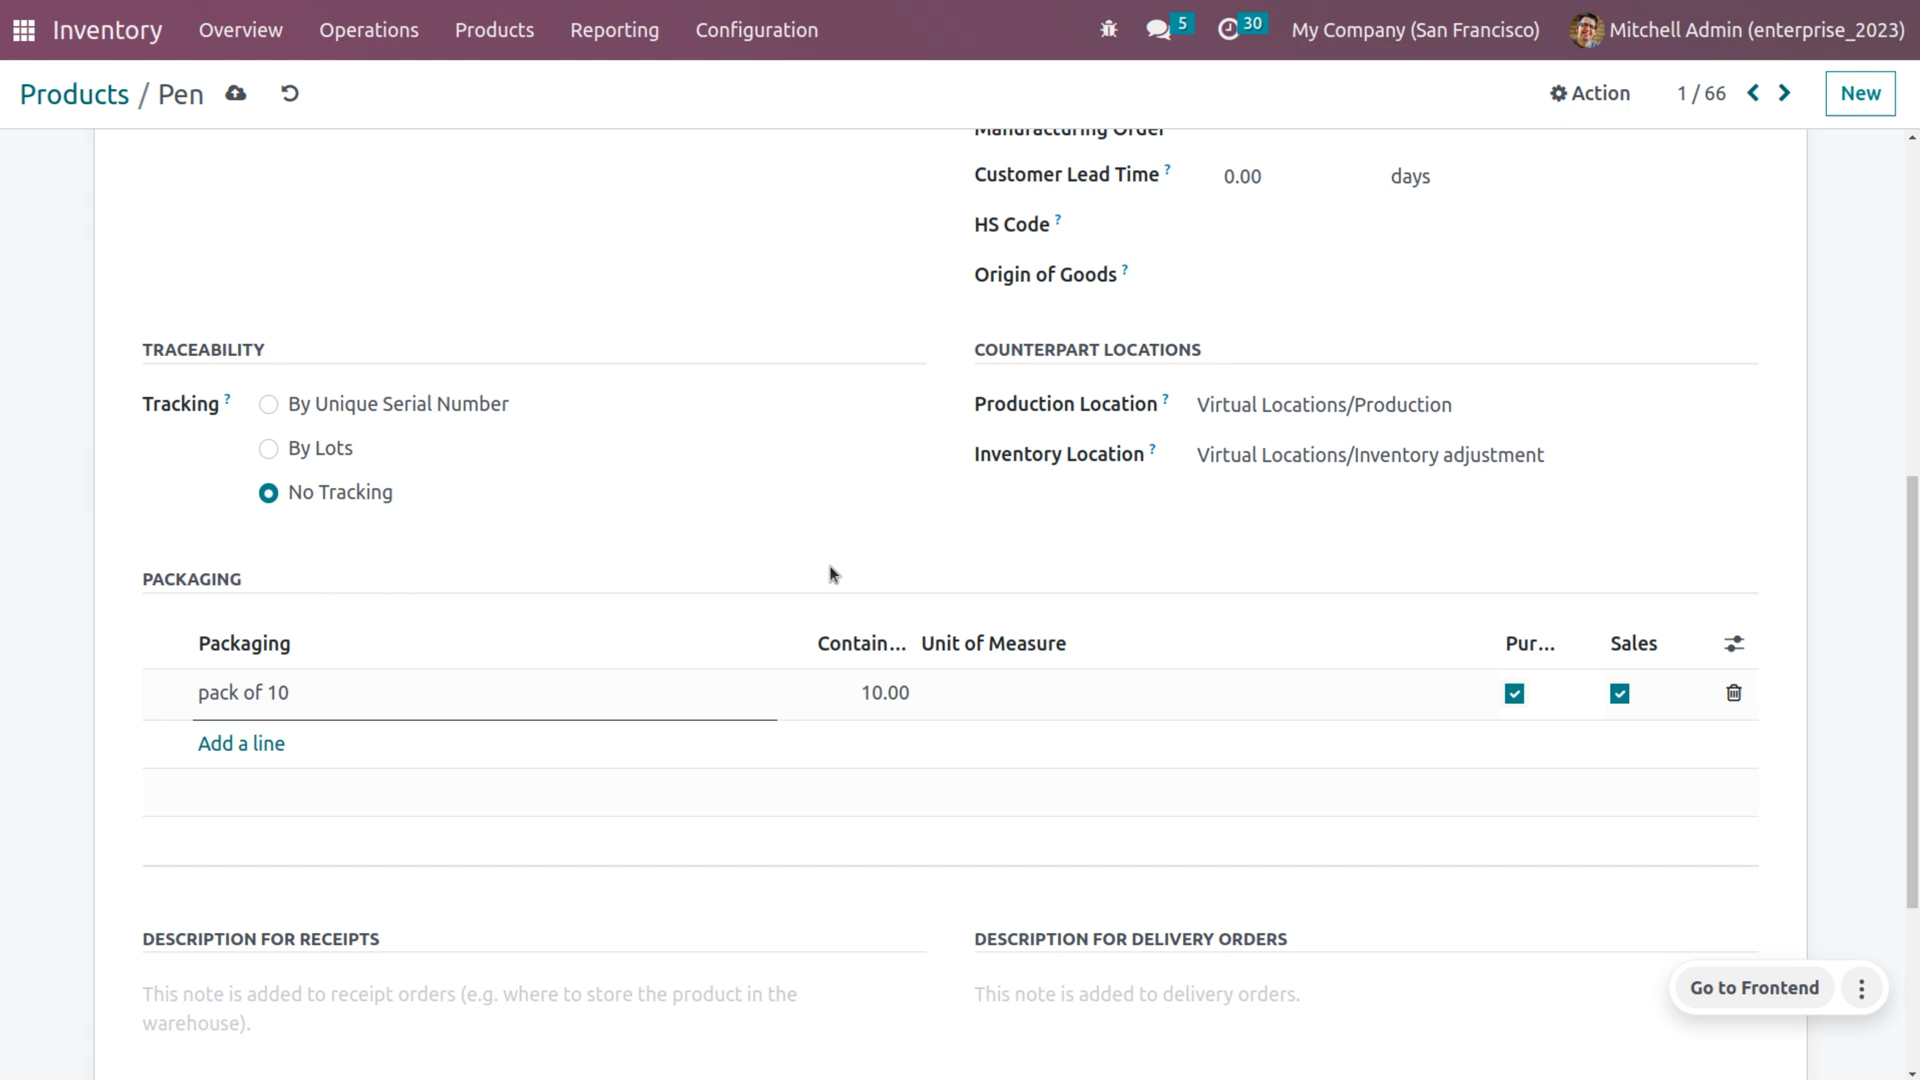 Inventory Overview Operations Products Reporting Configuration 5 30 My Company (San Francisco) Mitchell Admin (enterprise_2023)
Products / Pen Action 1 / 66 New
Manufacturing Order
Customer Lead Time ? 0.00 days
HS Code ?
Origin of Goods ?
TRACEABILITY COUNTERPART LOCATIONS
Tracking ? By Unique Serial Number Production Location ? Virtual Locations/Production
By Lots Inventory Location ? Virtual Locations/Inventory adjustment
No Tracking
PACKAGING
Packaging Contain... Unit of Measure Pur... Sales
pack of 10 10.00
Add a line
DESCRIPTION FOR RECEIPTS DESCRIPTION FOR DELIVERY ORDERS
Go to Frontend
This note is added to receipt orders (e.g. where to store the product in the This note is added to delivery orders.
warehouse).